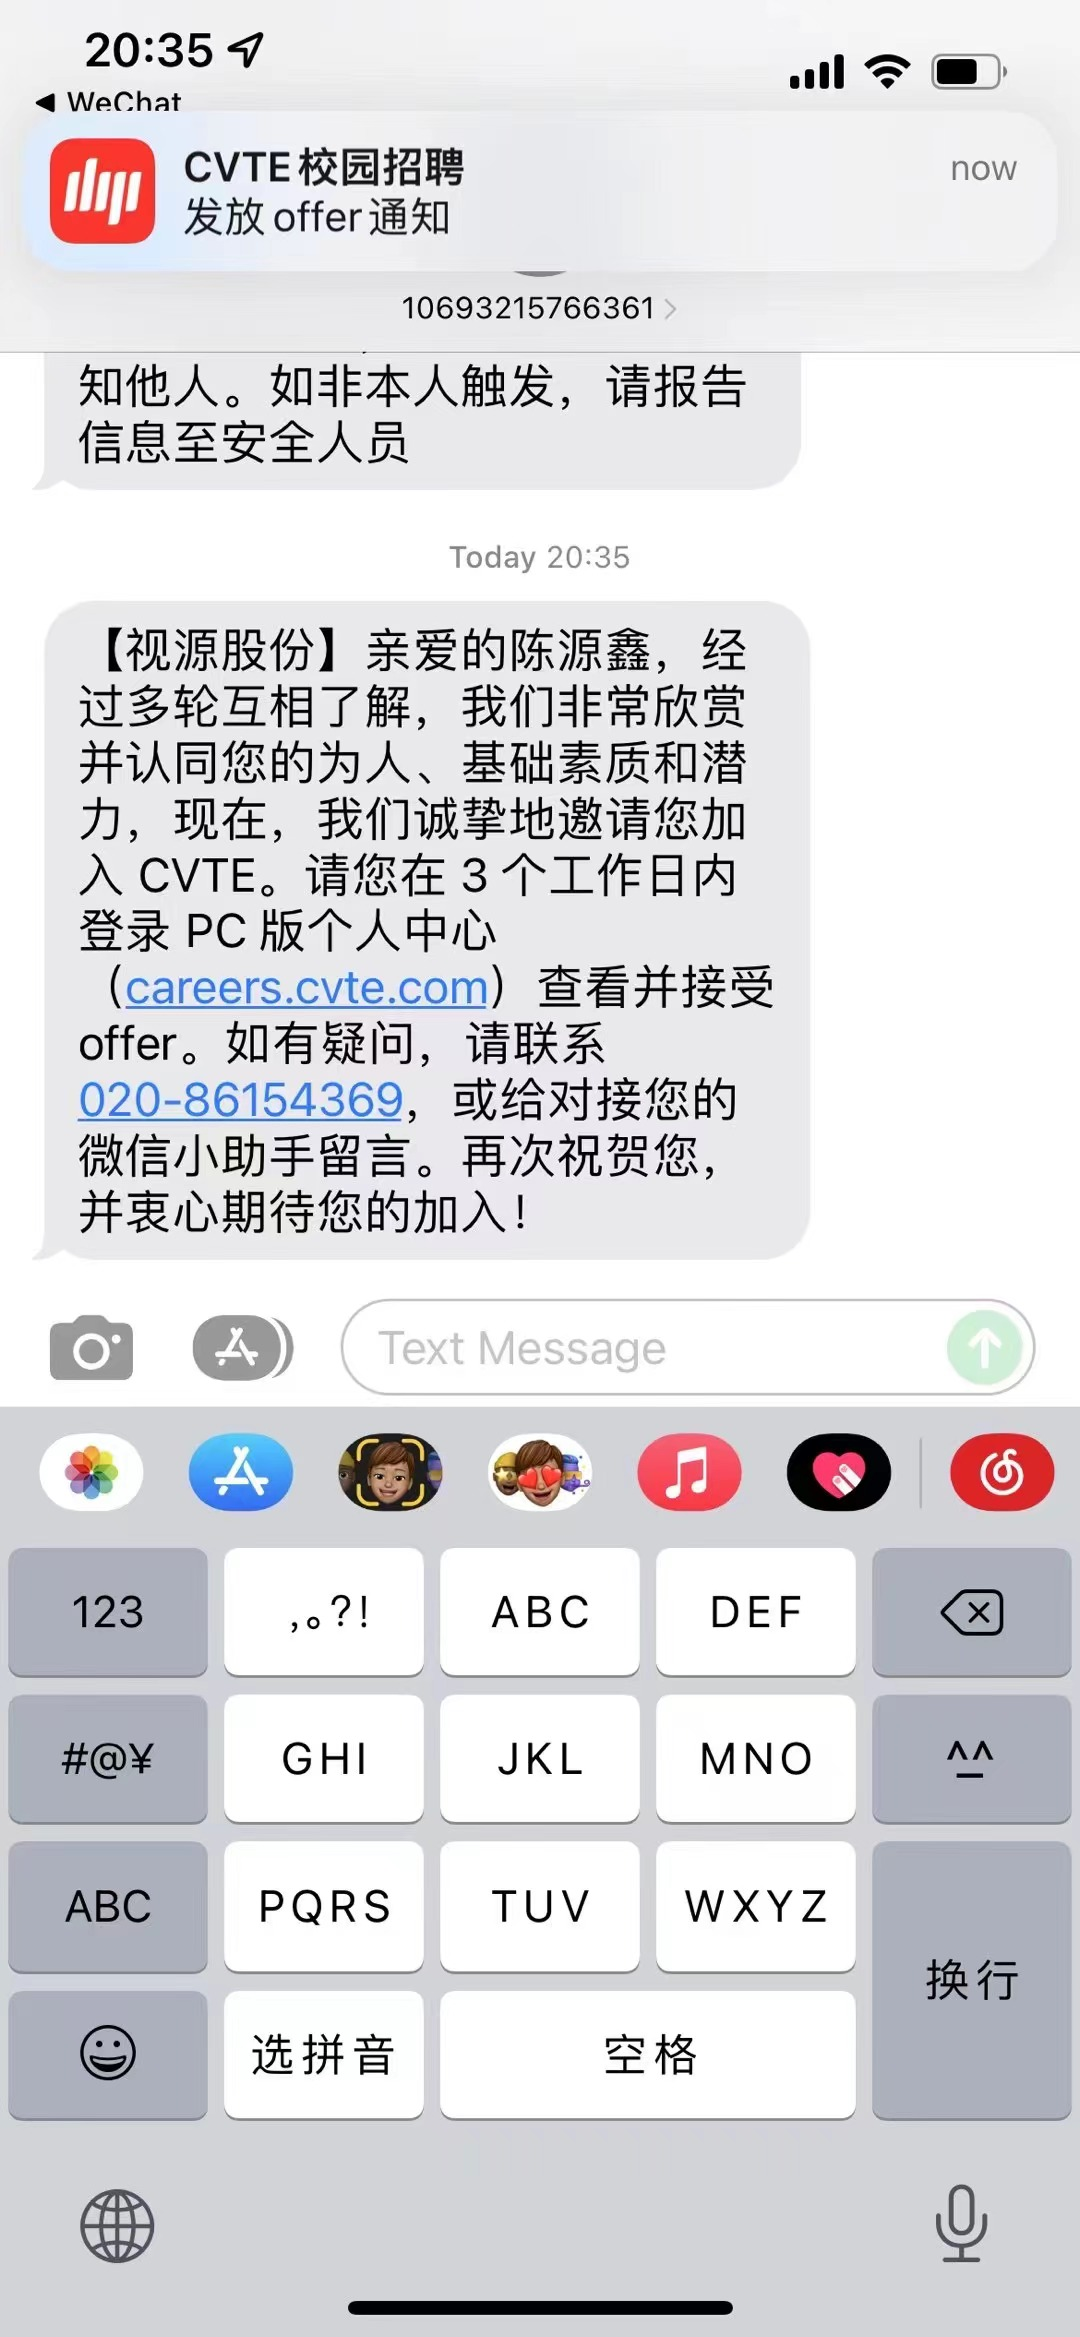 20:35
◀ WeChat
CVTE校园招聘
now
发放offer通知
10693215766361
知他人。如非本人触发，请报告
信息至安全人员
Today 20:35
【视源股份】亲爱的陈源鑫，经
过多轮互相了解，我们非常欣赏
并认同您的为人、基础素质和潜
力，现在，我们诚挚地邀请您加
入 CVTE。请您在 3 个工作日内
登录 PC 版个人中心
（careers.cvte.com）查看并接受
offer。如有疑问，请联系
020-86154369，或给对接您的
微信小助手留言。再次祝贺您，
并衷心期待您的加入！
Text Message
123
,。?!
ABC
DEF
#@¥
GHI
JKL
MNO
^^
ABC
PQRS
TUV
WXYZ
换行
选拼音
空格